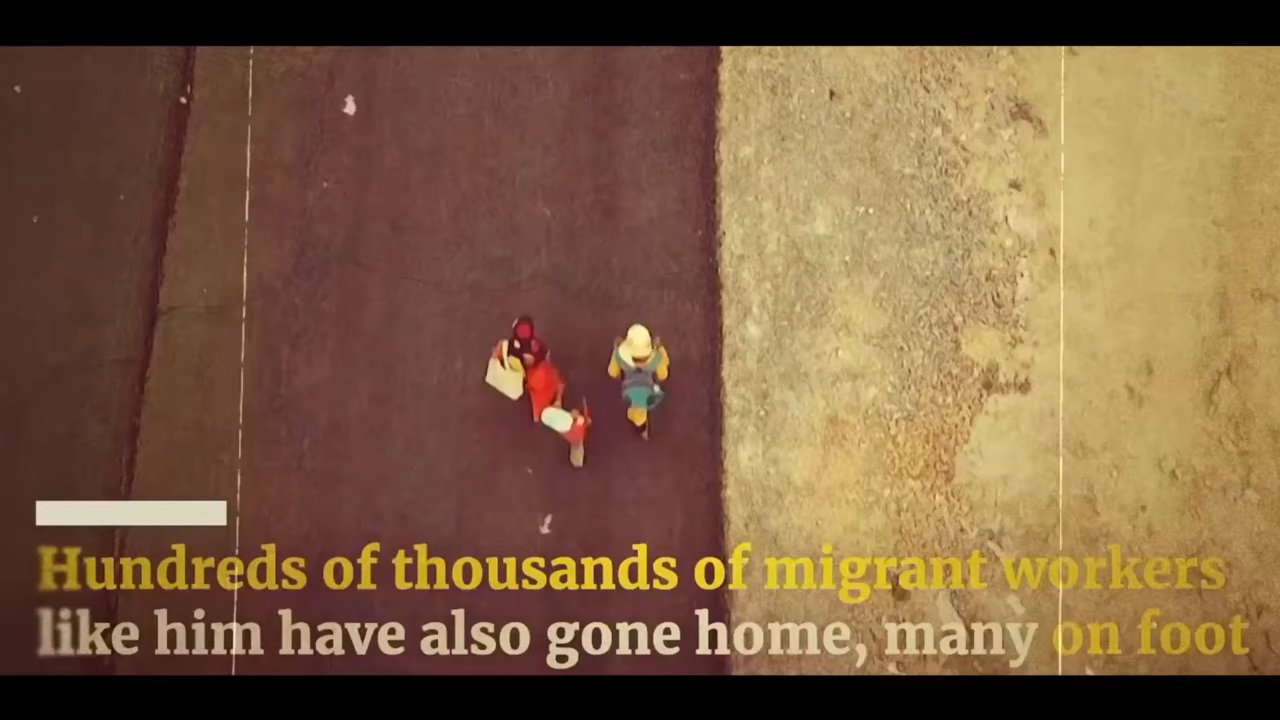 Hundreds of thousands of migrant workers
like him have also gone home, many on foot